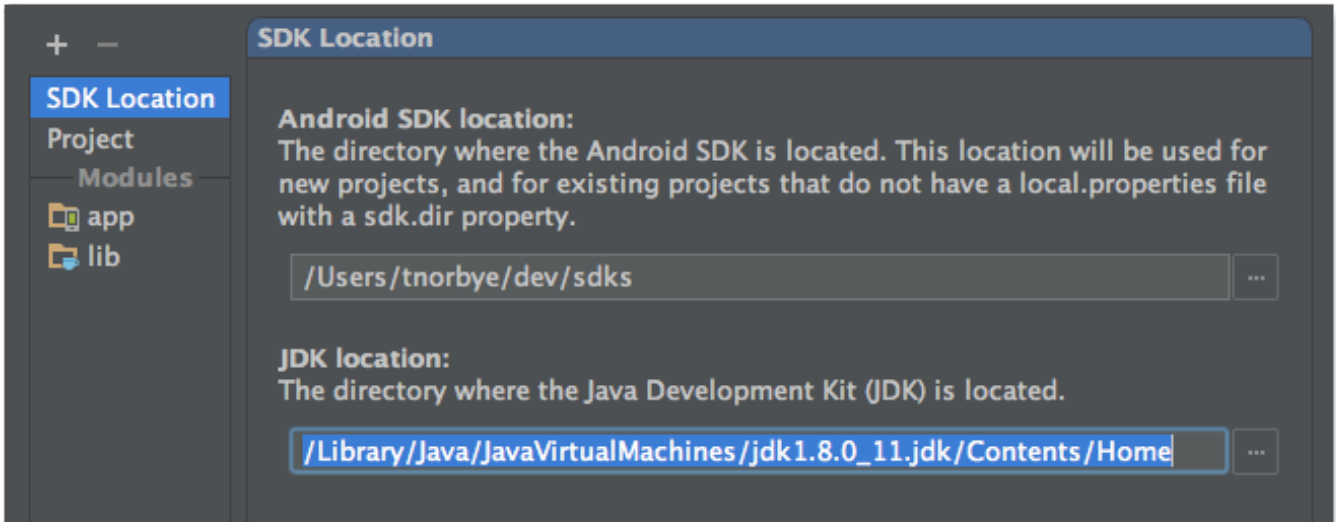 + −
SDK Location
Project
Modules
app
lib
SDK Location
Android SDK location:
The directory where the Android SDK is located. This location will be used for
new projects, and for existing projects that do not have a local.properties file
with a sdk.dir property.
/Users/tnorbye/dev/sdks
...
JDK location:
The directory where the Java Development Kit (JDK) is located.
/Library/Java/JavaVirtualMachines/jdk1.8.0_11.jdk/Contents/Home
...